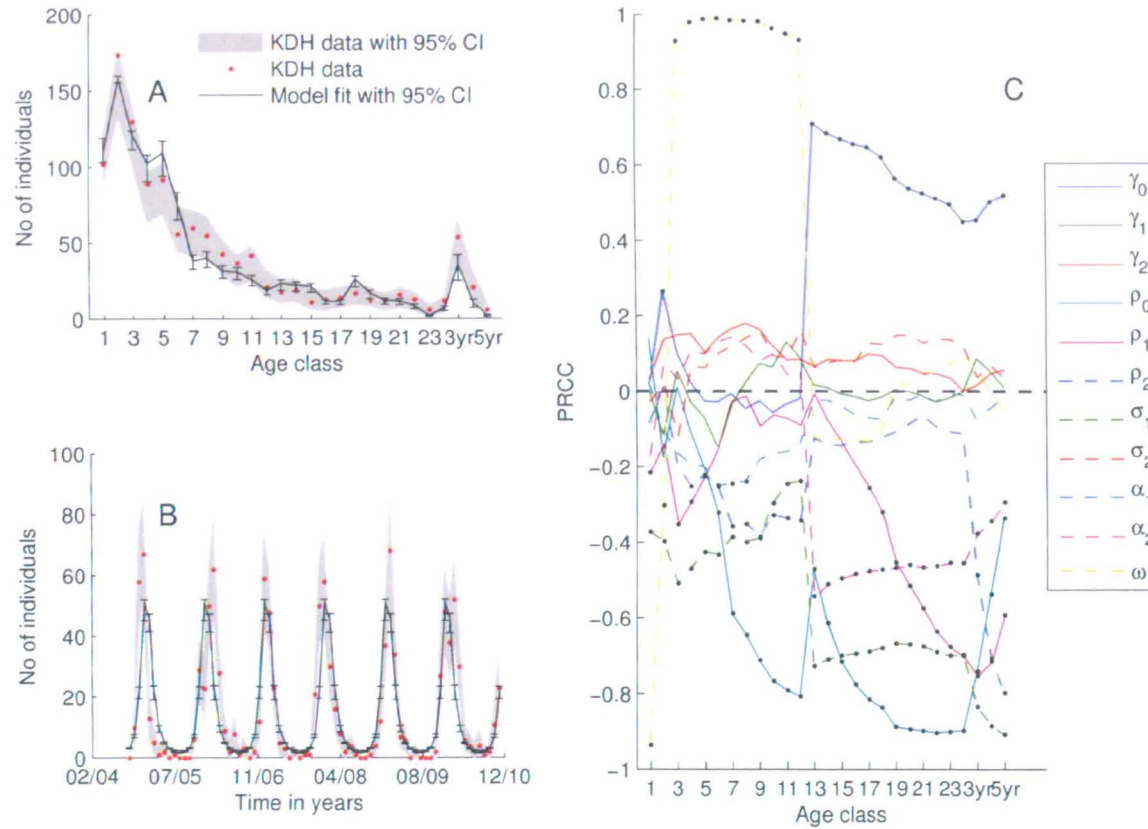 200
150
100
50
0
No of individuals
A
KDH data with 95% CI
KDH data
Model fit with 95% CI
1 3 5 7 9 11 13 15 17 19 21 23 3yr 5yr
Age class
100
80
60
40
20
0
No of individuals
B
02/04 07/05 11/06 04/08 08/09 12/10
Time in years
1
0.8
0.6
0.4
0.2
0
−0.2
−0.4
−0.6
−0.8
−1
PRCC
C
1 3 5 7 9 11 13 15 17 19 21 23 3yr 5yr
Age class
γ0
γ1
γ2
ρ0
ρ1
ρ2
σ1
σ2
α
α2
ω